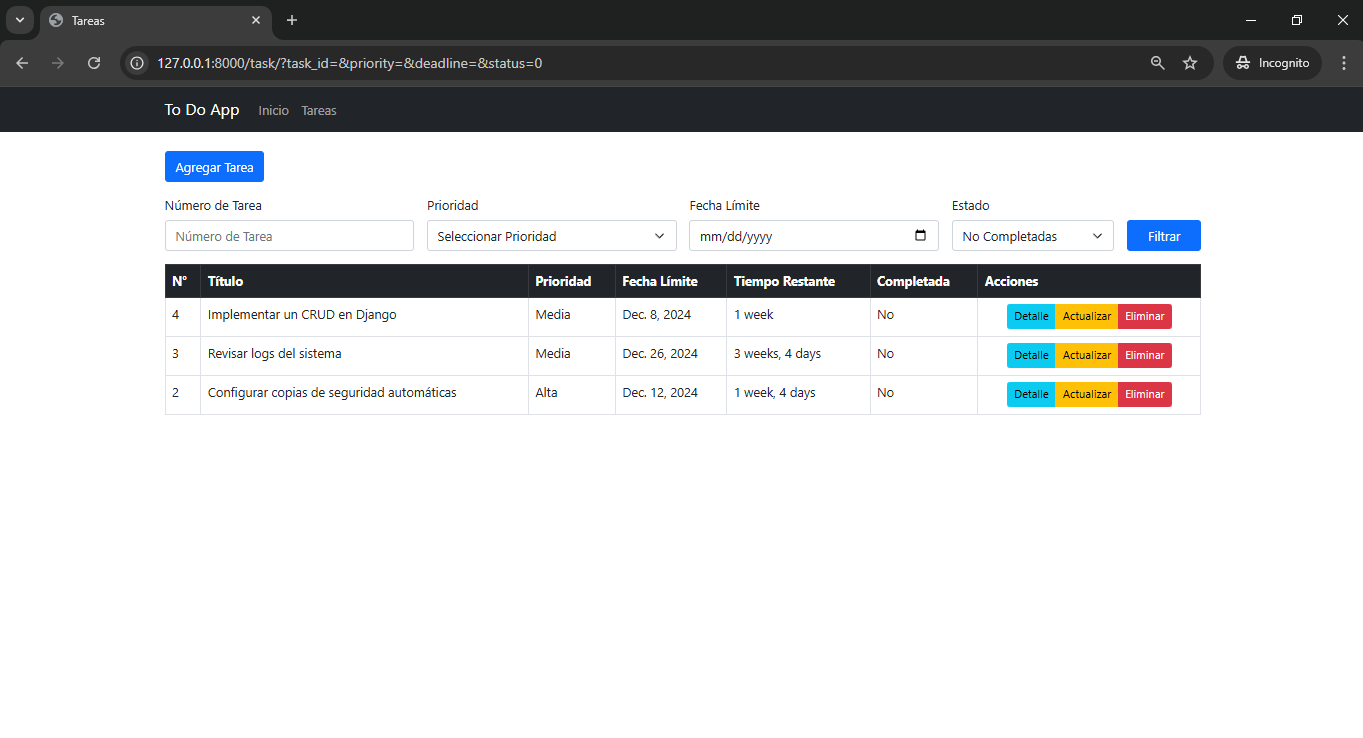 Tareas
127.0.0.1:8000/task/?task_id=&priority=&deadline=&status=0
Incognito
To Do App Inicio Tareas
Agregar Tarea
Número de Tarea Prioridad Fecha Límite Estado
Número de Tarea Seleccionar Prioridad mm/dd/yyyy No Completadas Filtrar
N° Título Prioridad Fecha Límite Tiempo Restante Completada Acciones
4 Implementar un CRUD en Django Media Dec. 8, 2024 1 week No Detalle Actualizar Eliminar
3 Revisar logs del sistema Media Dec. 26, 2024 3 weeks, 4 days No Detalle Actualizar Eliminar
2 Configurar copias de seguridad automáticas Alta Dec. 12, 2024 1 week, 4 days No Detalle Actualizar Eliminar